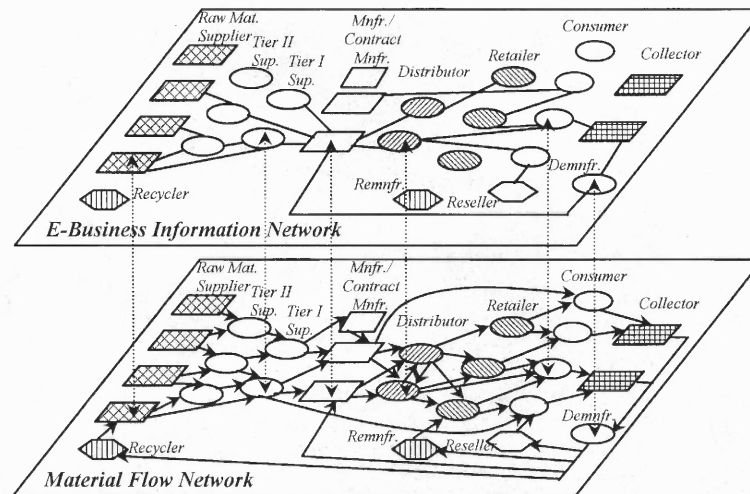 Raw Mat.
Supplier
Tier II
Sup.
Tier I
Sup.
Mnfr./
Contract
Mnfr.
Distributor
Retailer
Consumer
Collector
Demnfr.
Remnfr.
Reseller
Recycler
E-Business Information Network
Raw Mat.
Supplier
Tier II
Sup.
Tier I
Sup.
Mnfr./
Contract
Mnfr.
Distributor
Retailer
Consumer
Collector
Demnfr.
Remnfr.
Reseller
Recycler
Material Flow Network